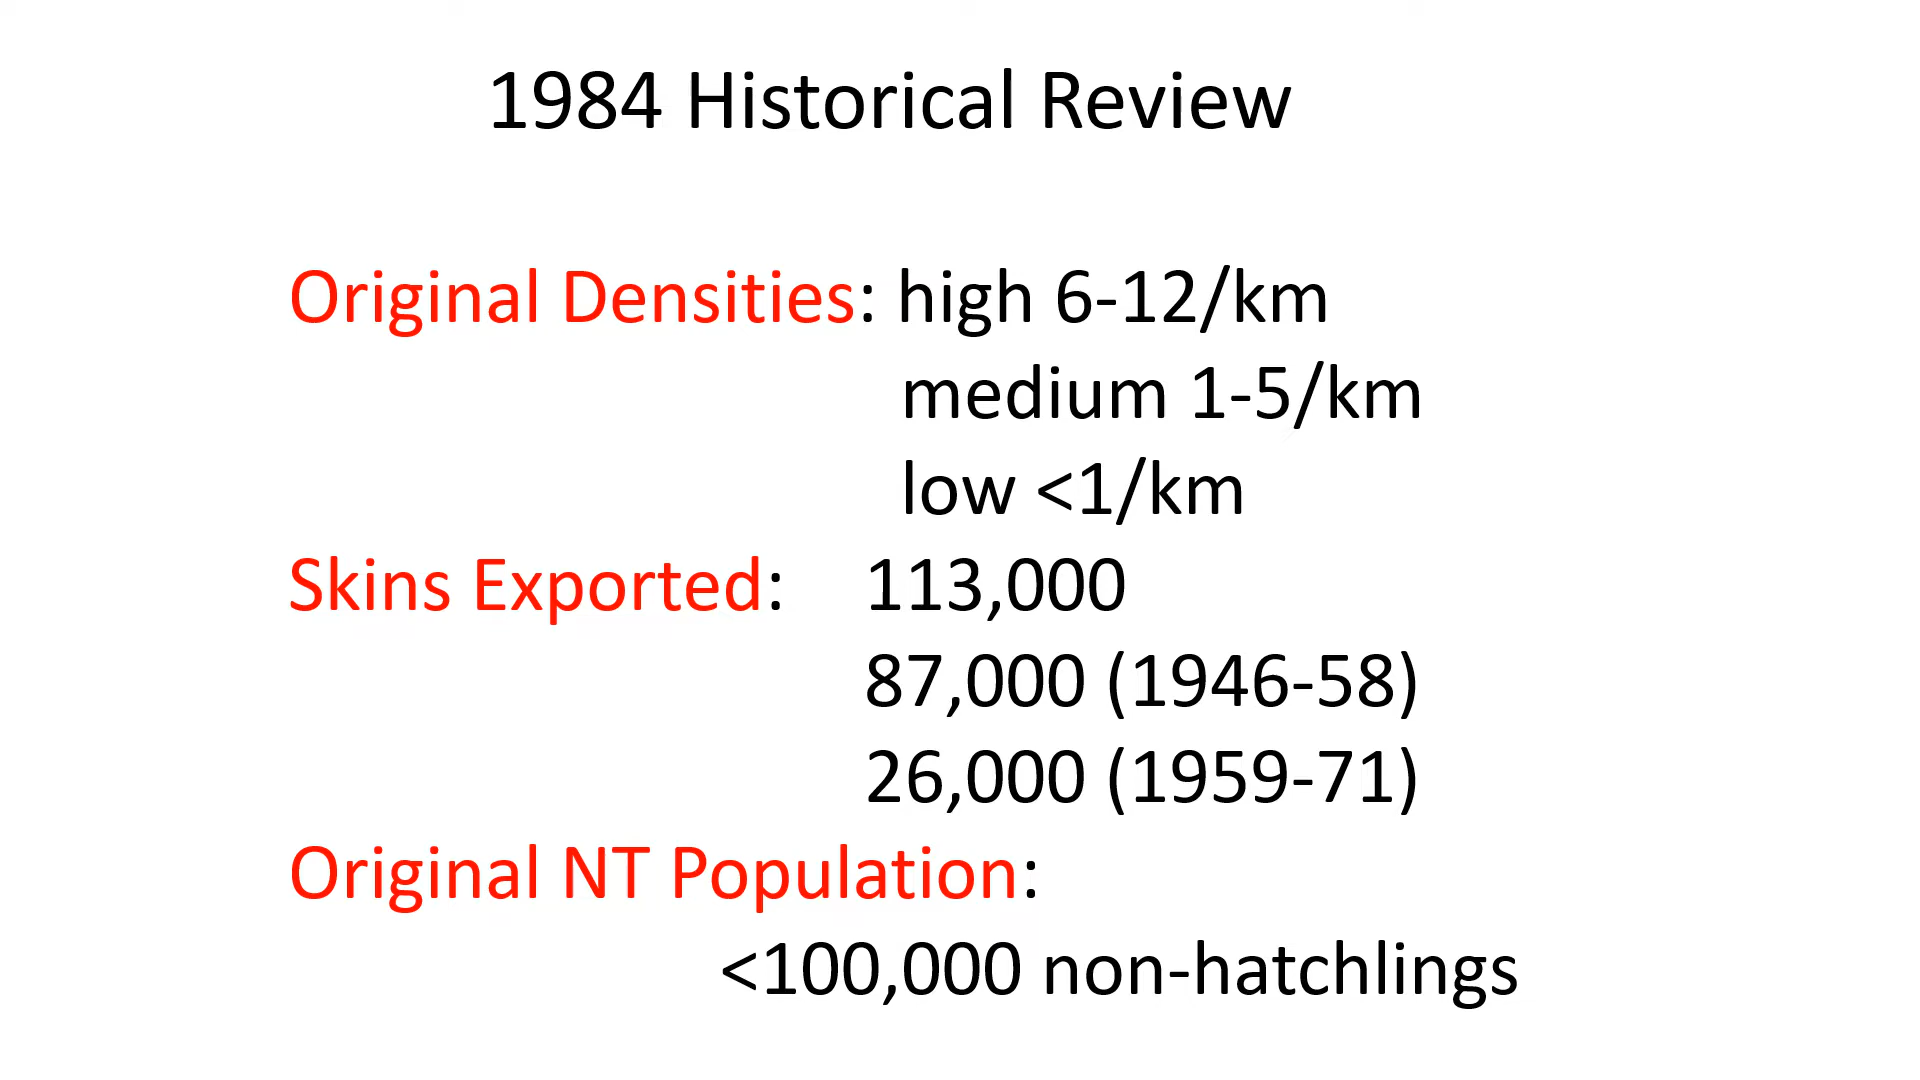 1984 Historical Review
Original Densities: high 6-12/km
medium 1-5/km
low <1/km
Skins Exported: 113,000
87,000 (1946-58)
26,000 (1959-71)
Original NT Population:
<100,000 non-hatchlings